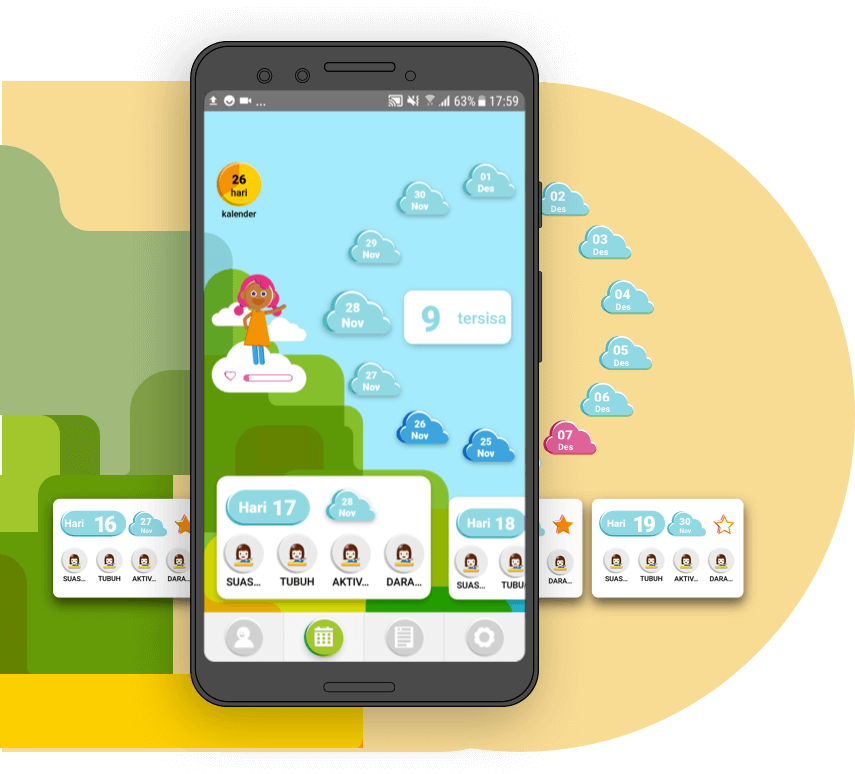 ... 63% 17:59
26
hari
kalender
01
Des
30
Nov
02
Des
29
Nov
03
Des
28
Nov
9 tersisa
04
Des
27
Nov
05
Des
26
Nov
06
Des
25
Nov
07
Des
Hari 16
27
Nov
SUAS... TUBUH AKTIV... DARA...
Hari 17
28
Nov
SUAS... TUBUH AKTIV... DARA...
Hari 18
SUAS... TUBU DARA...
Hari 19
30
Nov
SUAS... TUBUH AKTIV... DARA...